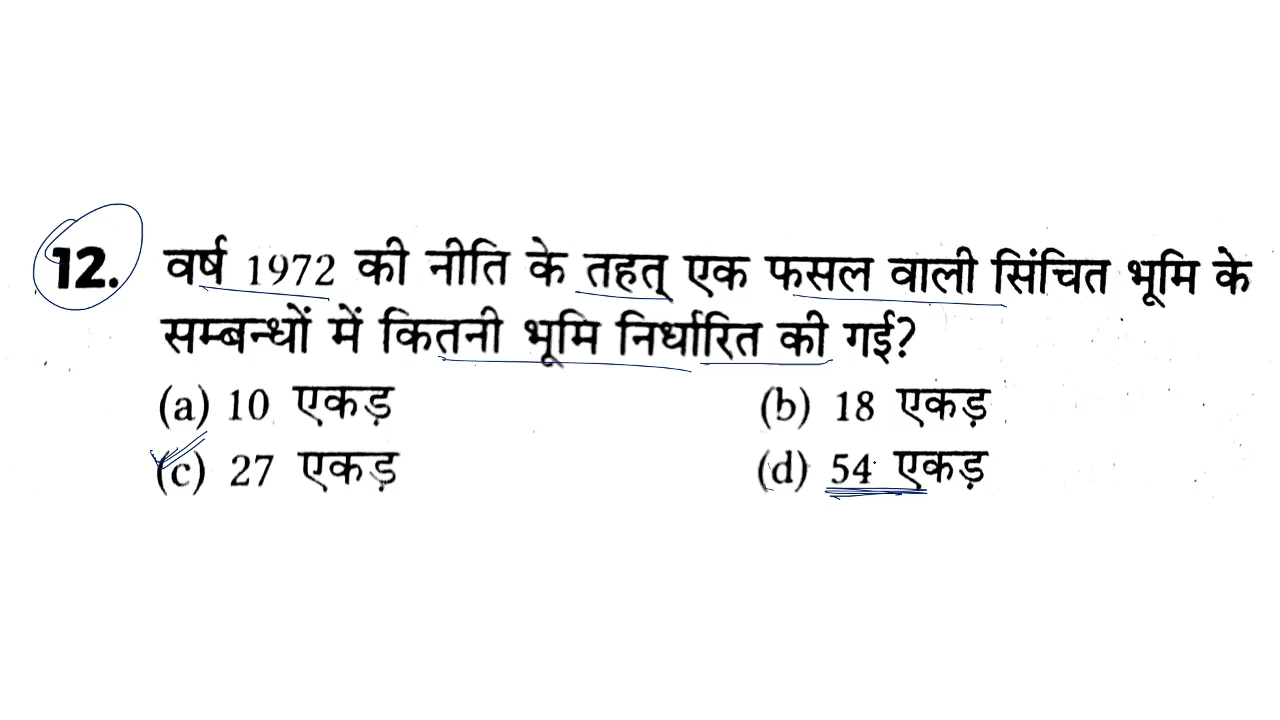 12. वर्ष 1972 की नीति के तहत् एक फसल वाली सिंचित भूमि के
सम्बन्धों में कितनी भूमि निर्धारित की गई?
(a) 10 एकड़ (b) 18 एकड़
(c) 27 एकड़ (d) 54 एकड़